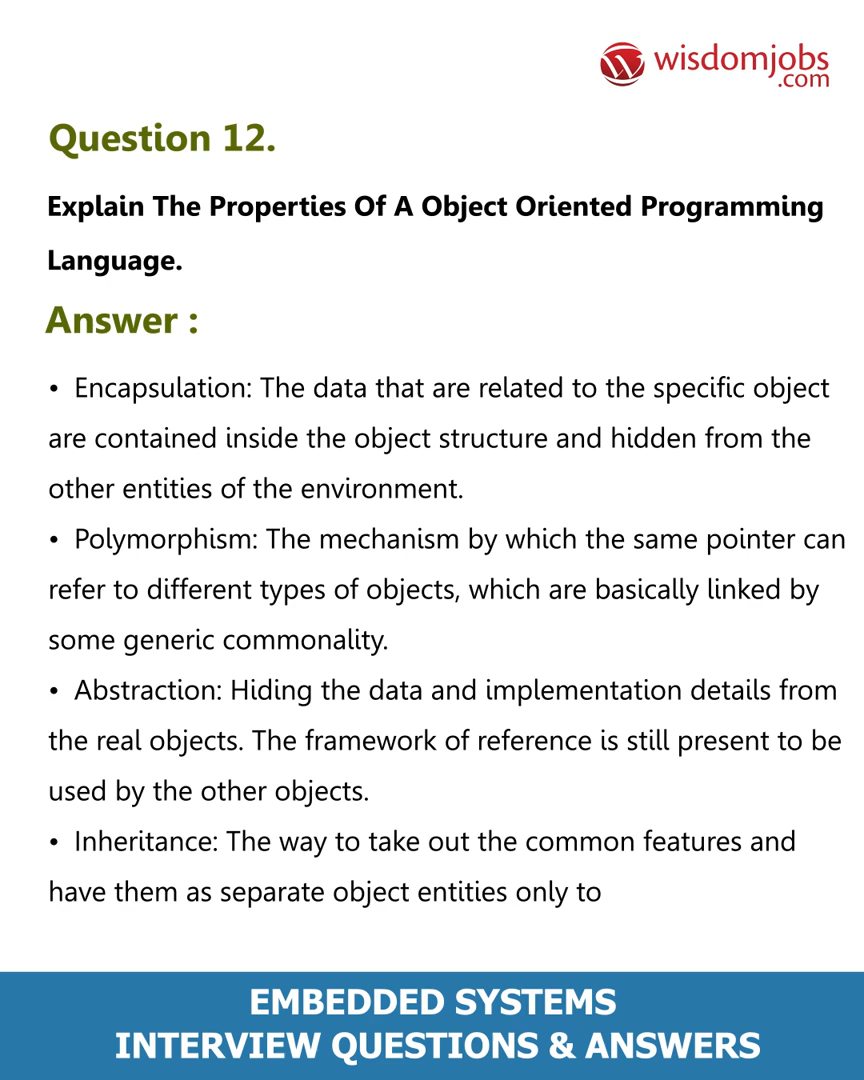 wisdomjobs
.com
Question 12.
Explain The Properties Of A Object Oriented Programming
Language.
Answer :
• Encapsulation: The data that are related to the specific object
are contained inside the object structure and hidden from the
other entities of the environment.
• Polymorphism: The mechanism by which the same pointer can
refer to different types of objects, which are basically linked by
some generic commonality.
• Abstraction: Hiding the data and implementation details from
the real objects. The framework of reference is still present to be
used by the other objects.
• Inheritance: The way to take out the common features and
have them as separate object entities only to
EMBEDDED SYSTEMS
INTERVIEW QUESTIONS & ANSWERS